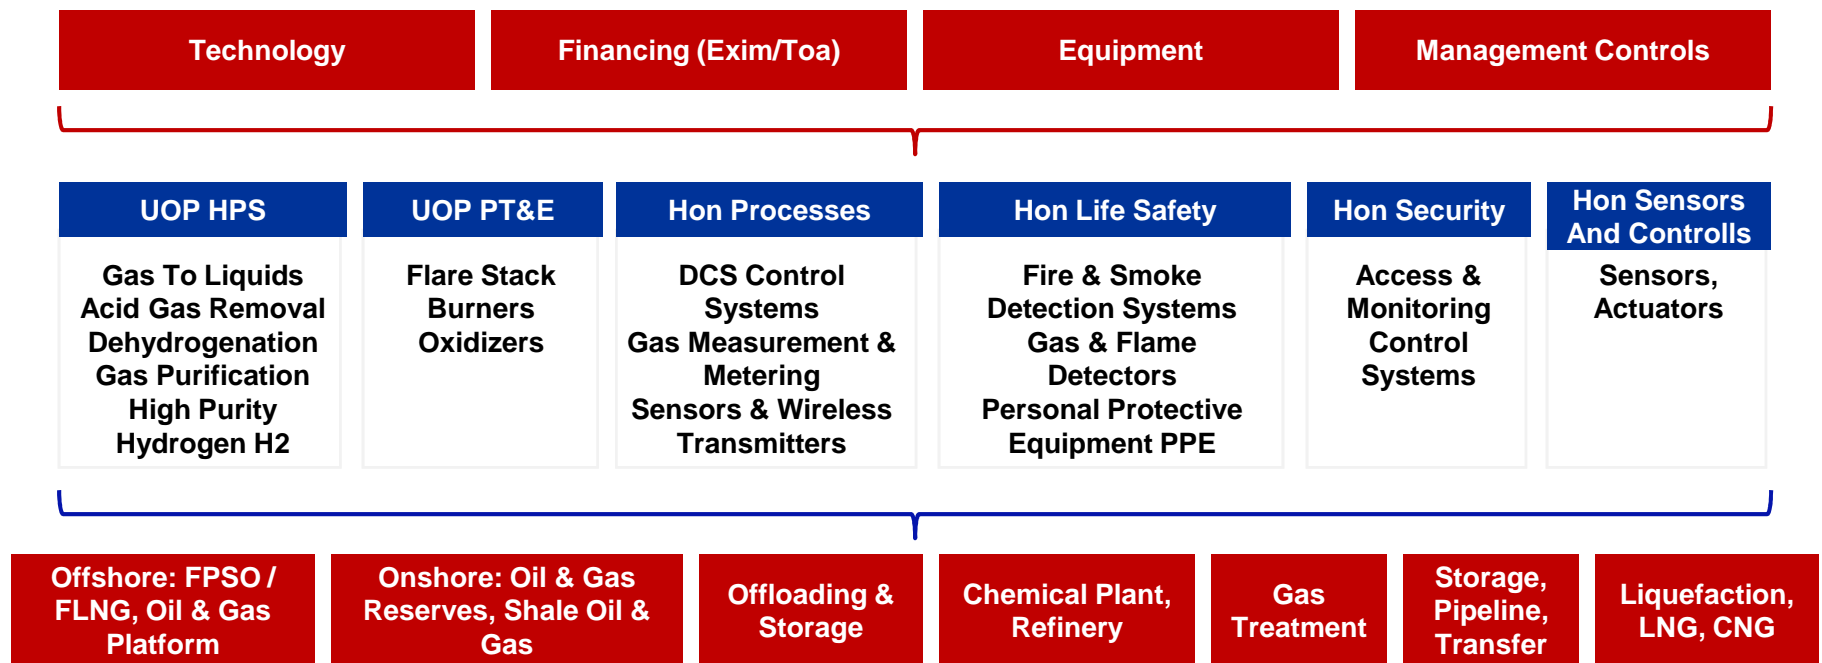 Technology
Financing (Exim/Toa)
Equipment
Management Controls
UOP HPS
Gas To Liquids
Acid Gas Removal
Dehydrogenation
Gas Purification
High Purity
Hydrogen H2
UOP PT&E
Flare Stack
Burners
Oxidizers
Hon Processes
DCS Control
Systems
Gas Measurement &
Metering
Sensors & Wireless
Transmitters
Hon Life Safety
Fire & Smoke
Detection Systems
Gas & Flame
Detectors
Personal Protective
Equipment PPE
Hon Security
Access &
Monitoring
Control
Systems
Hon Sensors
And Controlls
Sensors,
Actuators
Offshore: FPSO /
FLNG, Oil & Gas
Platform
Onshore: Oil & Gas
Reserves, Shale Oil &
Gas
Offloading &
Storage
Chemical Plant,
Refinery
Gas
Treatment
Storage,
Pipeline,
Transfer
Liquefaction,
LNG, CNG